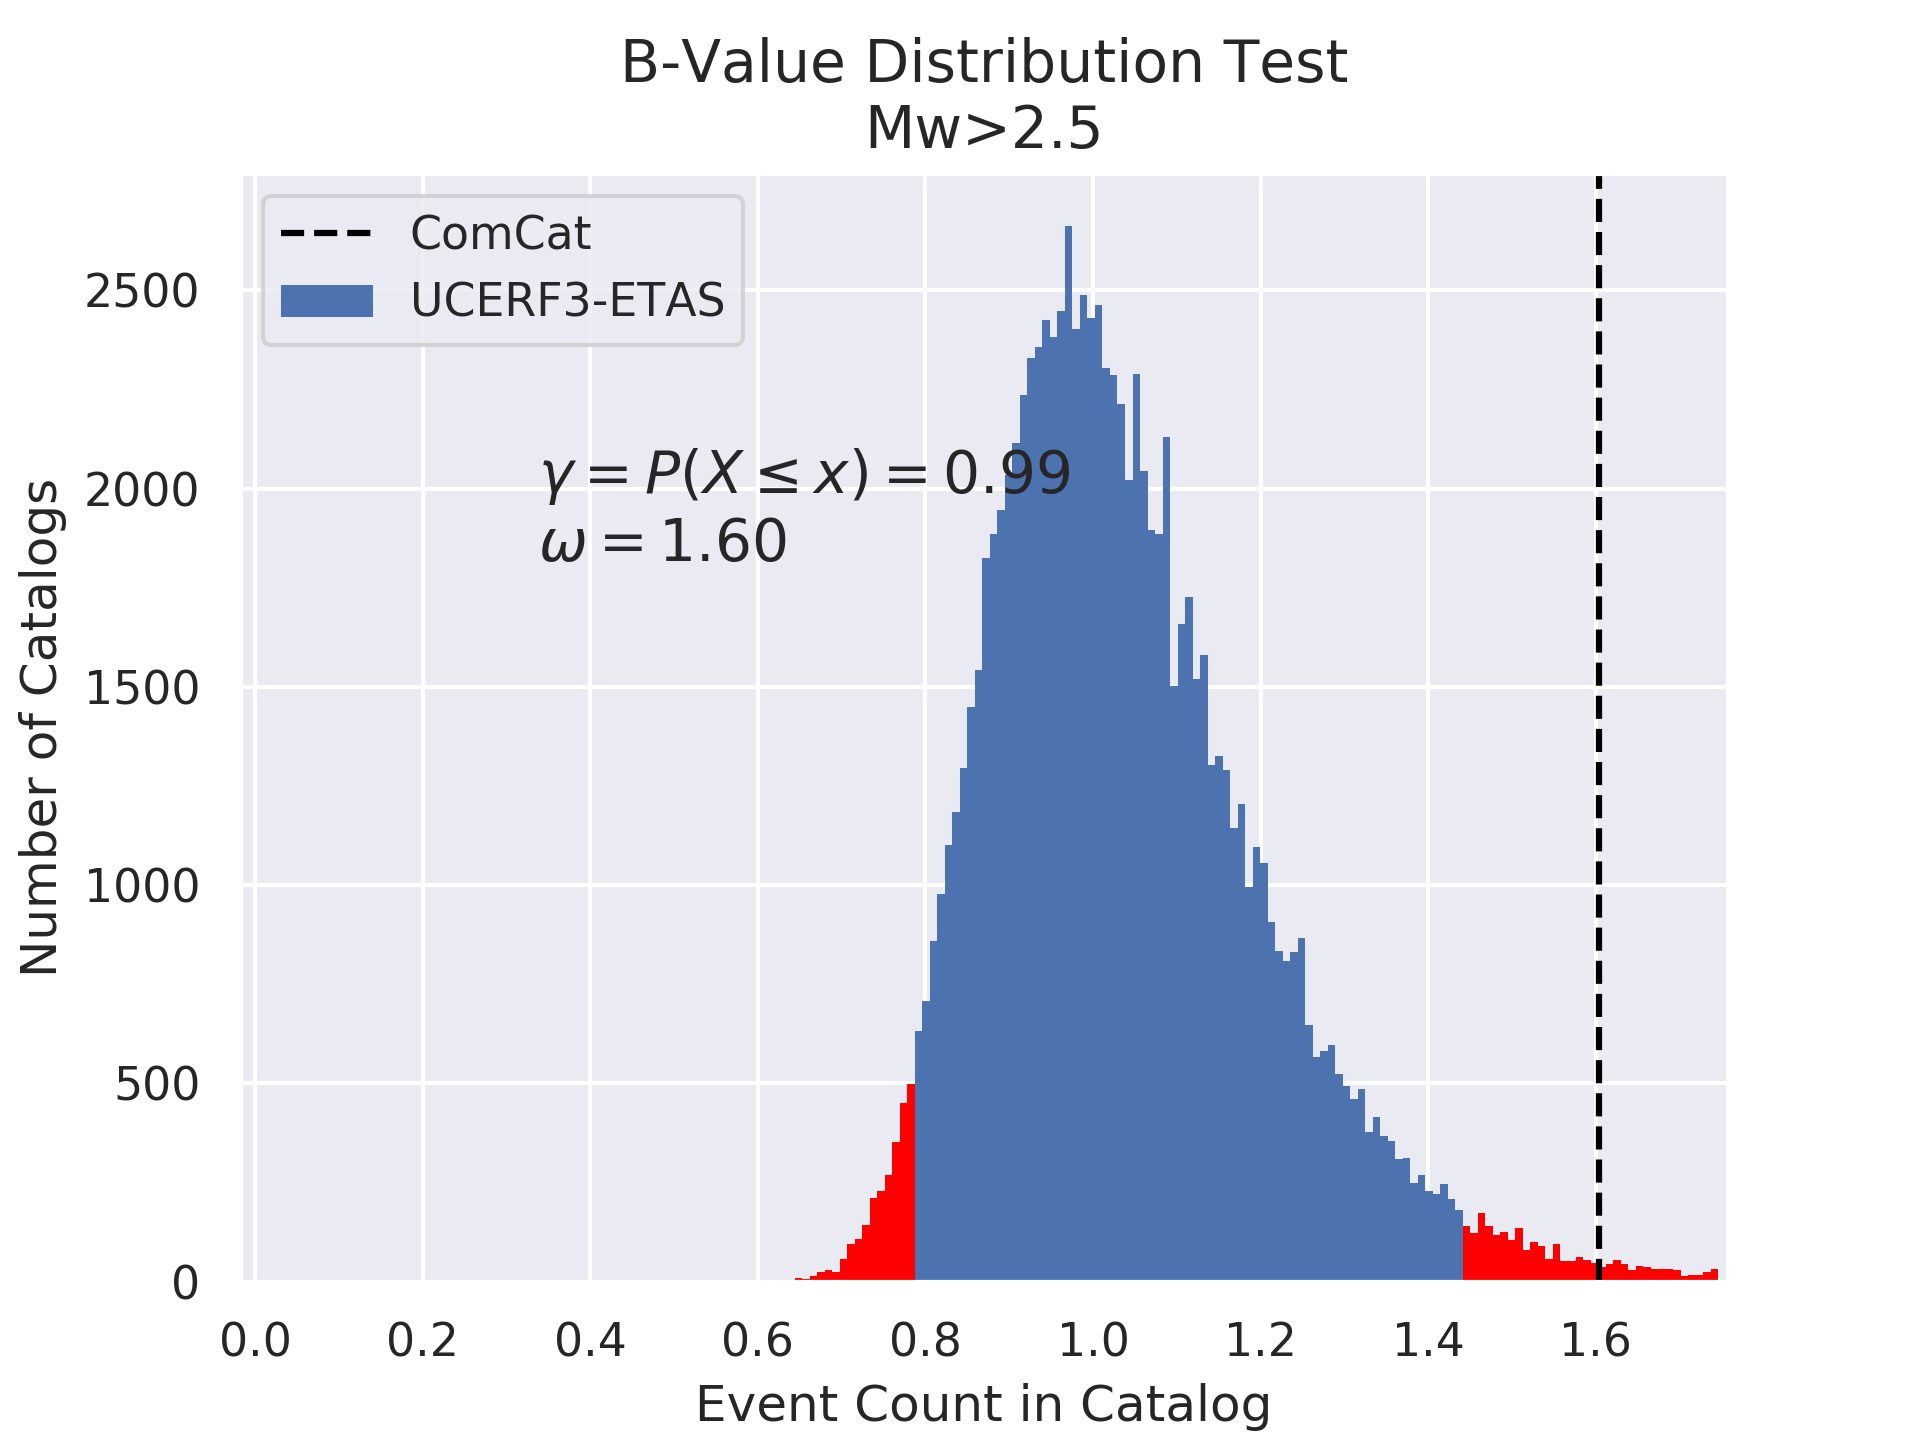 B-Value Distribution Test
Mw>2.5
ComCat
UCERF3-ETAS
γ = P(X ≤ x) = 0.99
ω = 1.60
Number of Catalogs
2500
2000
1500
1000
500
0
0.0 0.2 0.4 0.6 0.8 1.0 1.2 1.4 1.6
Event Count in Catalog